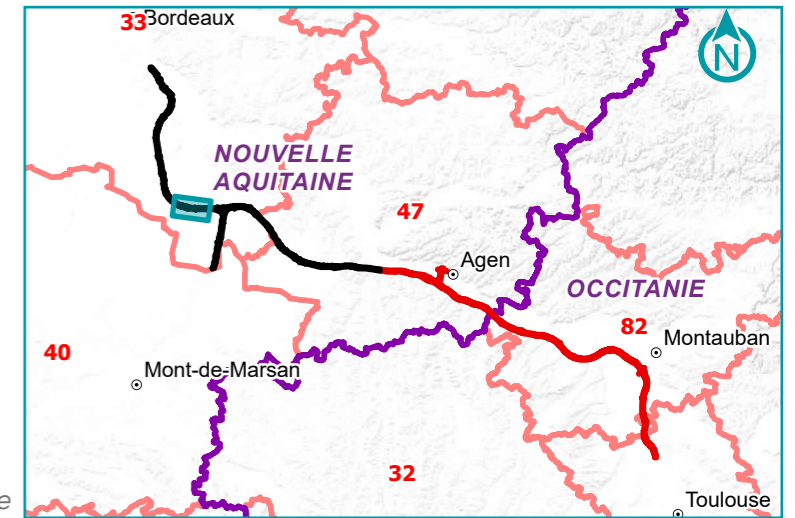 33 Bordeaux
N
NOUVELLE
AQUITAINE
47
Agen
OCCITANIE
82
Montauban
40
Mont-de-Marsan
32
e
Toulouse